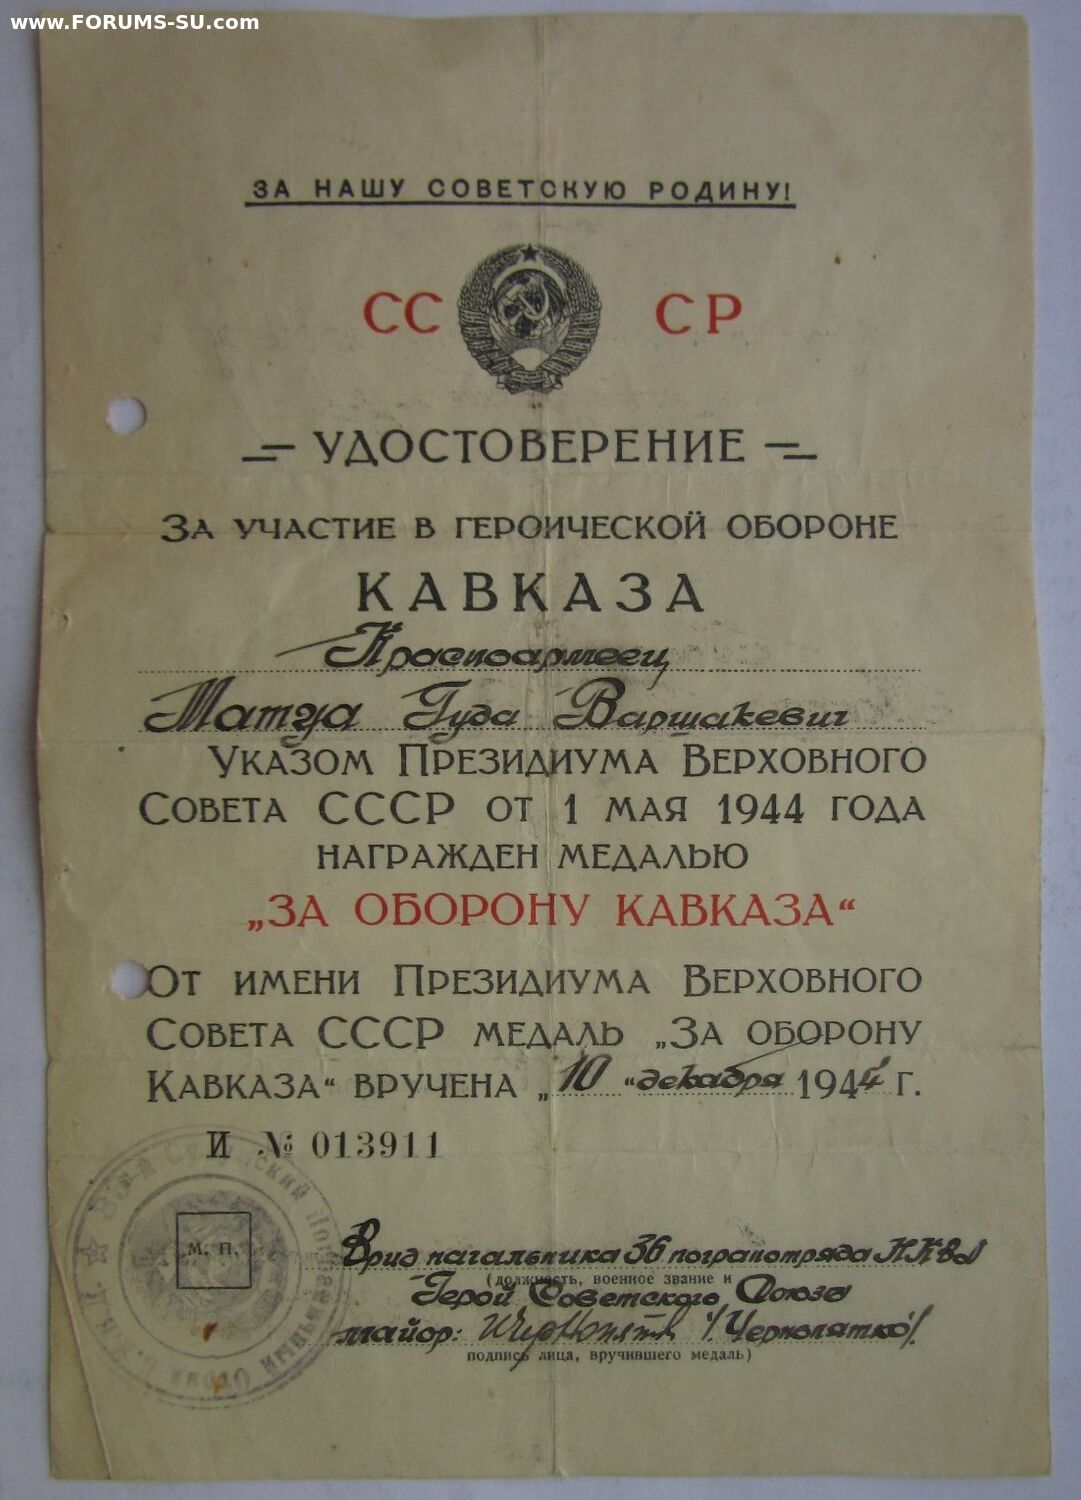 www.FORUMS-SU.com
ЗА НАШУ СОВЕТСКУЮ РОДИНУ!
СС СР
УДОСТОВЕРЕНИЕ
ЗА УЧАСТИЕ В ГЕРОИЧЕСКОЙ ОБОРОНЕ
КАВКАЗА
Красноармеец
Матуа Гуда Варшакевич
УКАЗОМ ПРЕЗИДИУМА ВЕРХОВНОГО
СОВЕТА СССР ОТ 1 МАЯ 1944 ГОДА
НАГРАЖДЕН МЕДАЛЬЮ
„ЗА ОБОРОНУ КАВКАЗА“
ОТ ИМЕНИ ПРЕЗИДИУМА ВЕРХОВНОГО
СОВЕТА СССР МЕДАЛЬ „ЗА ОБОРОНУ
КАВКАЗА“ ВРУЧЕНА „10“ декабря 1944 Г.
И № 013911
М. П.
Врид начальника 36 погранотряда НКВД
(должность, военное звание и
Герой Советского Союза
майор: /Чернопятко/
подпись лица, вручившего медаль)